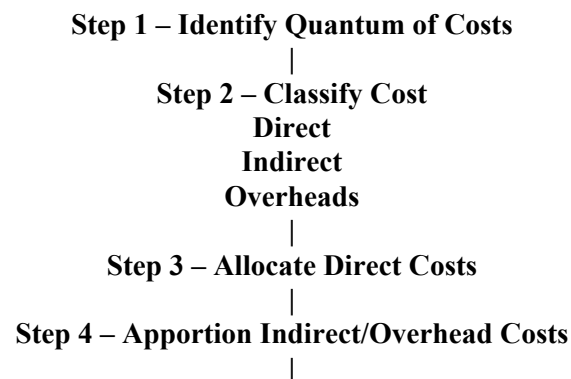 Step 1 – Identify Quantum of Costs
|
Step 2 – Classify Cost
Direct
Indirect
Overheads
|
Step 3 – Allocate Direct Costs
|
Step 4 – Apportion Indirect/Overhead Costs
|